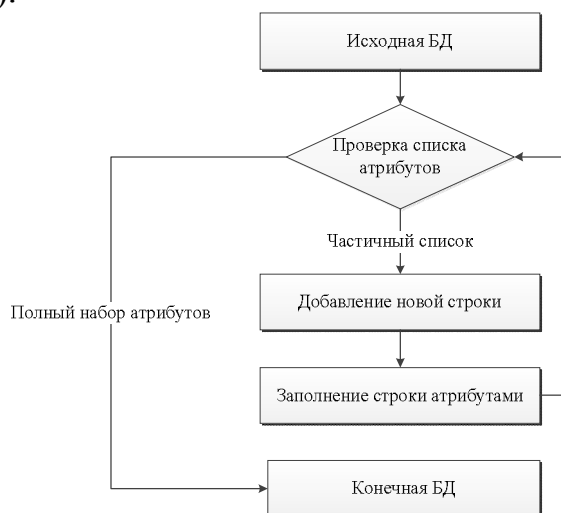 Исходная БД
Проверка списка
атрибутов
Частичный список
Полный набор атрибутов
Добавление новой строки
Заполнение строки атрибутами
Конечная БД